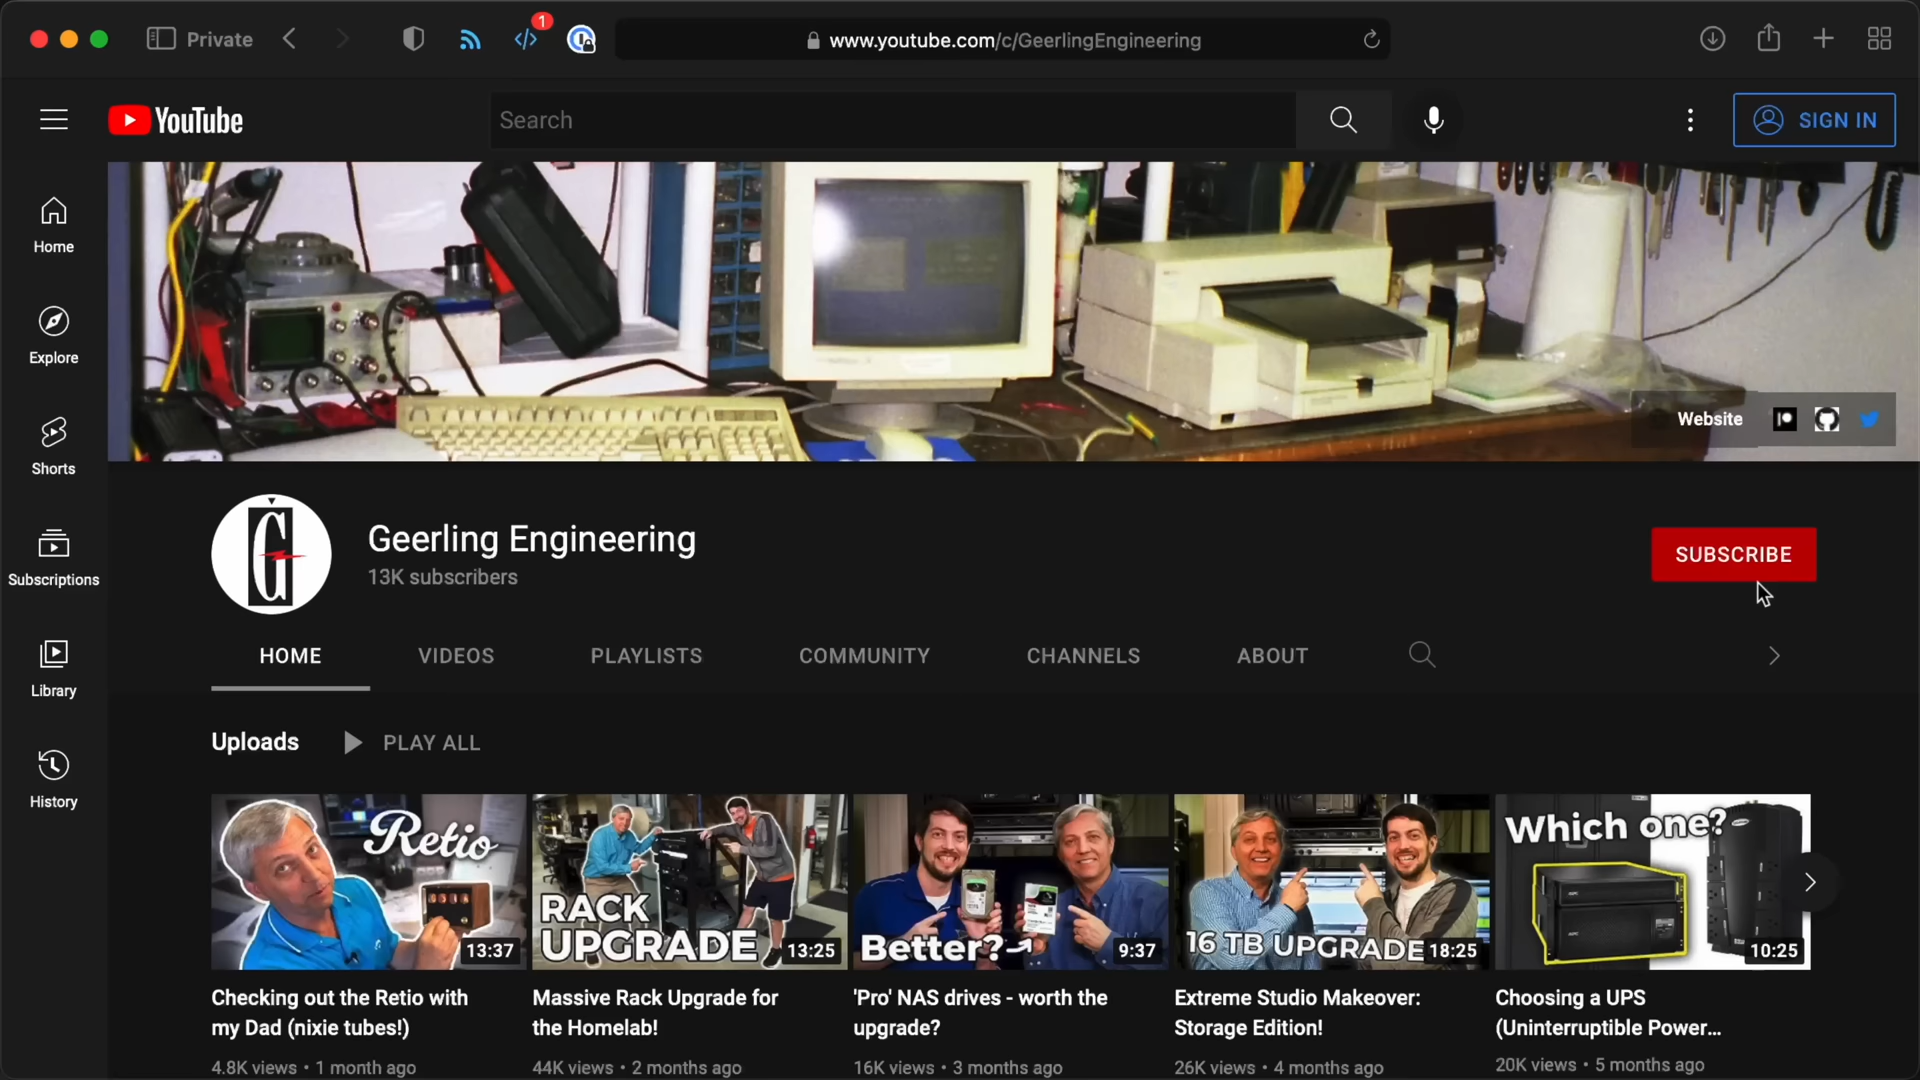 Private
1
www.youtube.com/c/GeerlingEngineering
YouTube
Search
SIGN IN
Home
Explore
Shorts
Subscriptions
Library
History
Website
G
Geerling Engineering
13K subscribers
SUBSCRIBE
HOME
VIDEOS
PLAYLISTS
COMMUNITY
CHANNELS
ABOUT
Uploads
PLAY ALL
Retio
13:37
RACK
UPGRADE
13:25
Better?
9:37
16 TB UPGRADE
18:25
Which one?
10:25
Checking out the Retio with
my Dad (nixie tubes!)
4.8K views • 1 month ago
Massive Rack Upgrade for
the Homelab!
44K views • 2 months ago
'Pro' NAS drives - worth the
upgrade?
16K views • 3 months ago
Extreme Studio Makeover:
Storage Edition!
26K views • 4 months ago
Choosing a UPS
(Uninterruptible Power...
20K views • 5 months ago